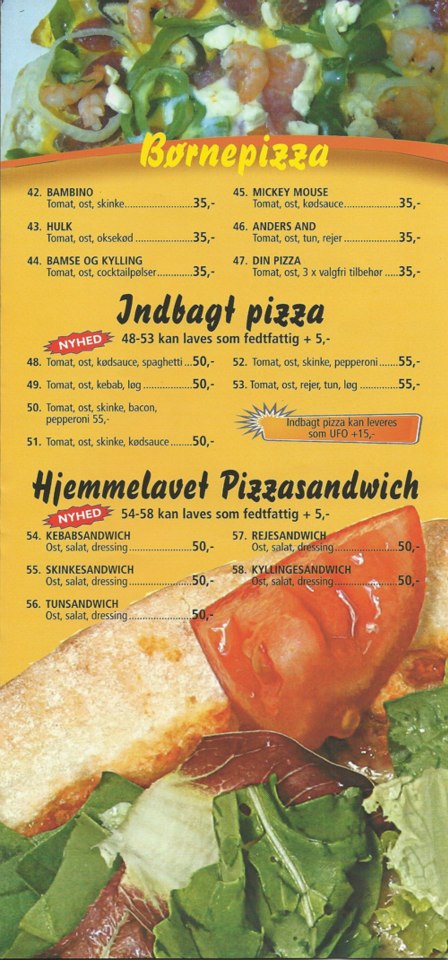 Børnepizza
42. BAMBINO
Tomat, ost, skinke 35,-
43. HULK
Tomat, ost, oksekød 35,-
44. BAMSE OG KYLLING
Tomat, ost, cocktailpølser 35,-
45. MICKEY MOUSE
Tomat, ost, kødsauce 35,-
46. ANDERS AND
Tomat, ost, tun, rejer 35,-
47. DIN PIZZA
Tomat, ost, 3 x valgfri tilbehør 35,-
Indbagt pizza
NYHED 48-53 kan laves som fedtfattig + 5,-
48. Tomat, ost, kødsauce, spaghetti 50,-
49. Tomat, ost, kebab, løg 50,-
50. Tomat, ost, skinke, bacon,
pepperoni 55,-
51. Tomat, ost, skinke, kødsauce 50,-
52. Tomat, ost, skinke, pepperoni 55,-
53. Tomat, ost, rejer, tun, løg 55,-
Indbagt pizza kan leveres
som UFO +15,-
Hjemmelavet Pizzasandwich
NYHED 54-58 kan laves som fedtfattig + 5,-
54. KEBABSANDWICH
Ost, salat, dressing 50,-
55. SKINKESANDWICH
Ost, salat, dressing 50,-
56. TUNSANDWICH
Ost, salat, dressing 50,-
57. REJESANDWICH
Ost, salat, dressing 50,-
58. KYLLINGESANDWICH
Ost, salat, dressing 50,-